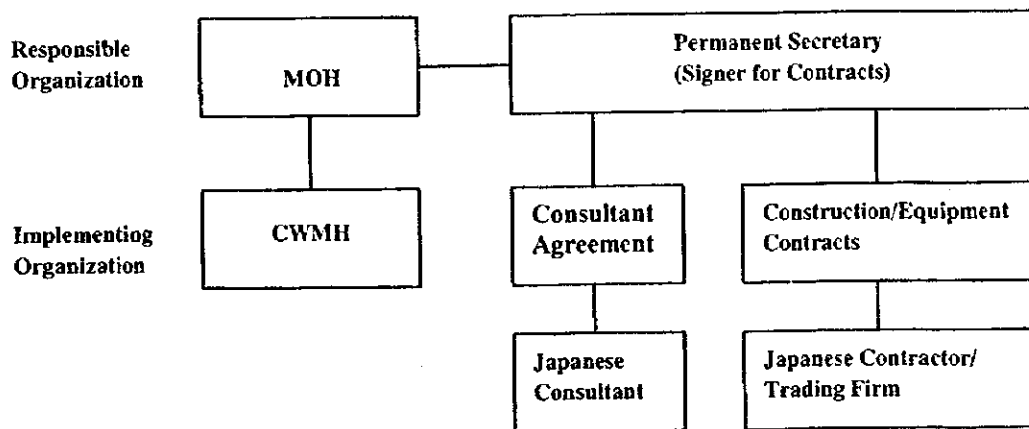 Responsible
Organization
MOH
Permanent Secretary
(Signer for Contracts)
Implementing
Organization
CWMH
Consultant
Agreement
Construction/Equipment
Contracts
Japanese
Consultant
Japanese Contractor/
Trading Firm